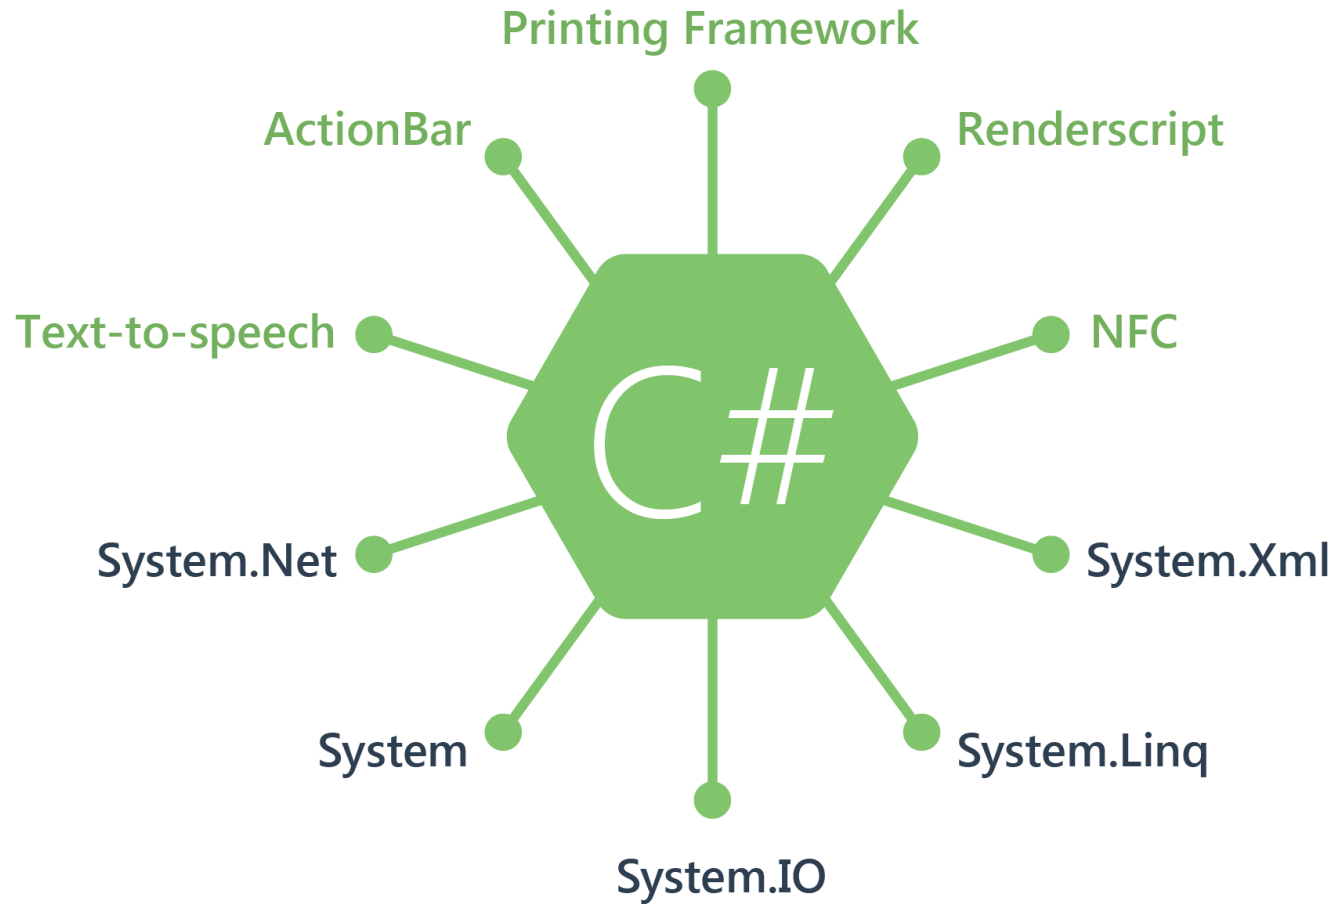 Printing Framework
ActionBar
Renderscript
Text-to-speech
NFC
C#
System.Net
System.Xml
System
System.Linq
System.IO